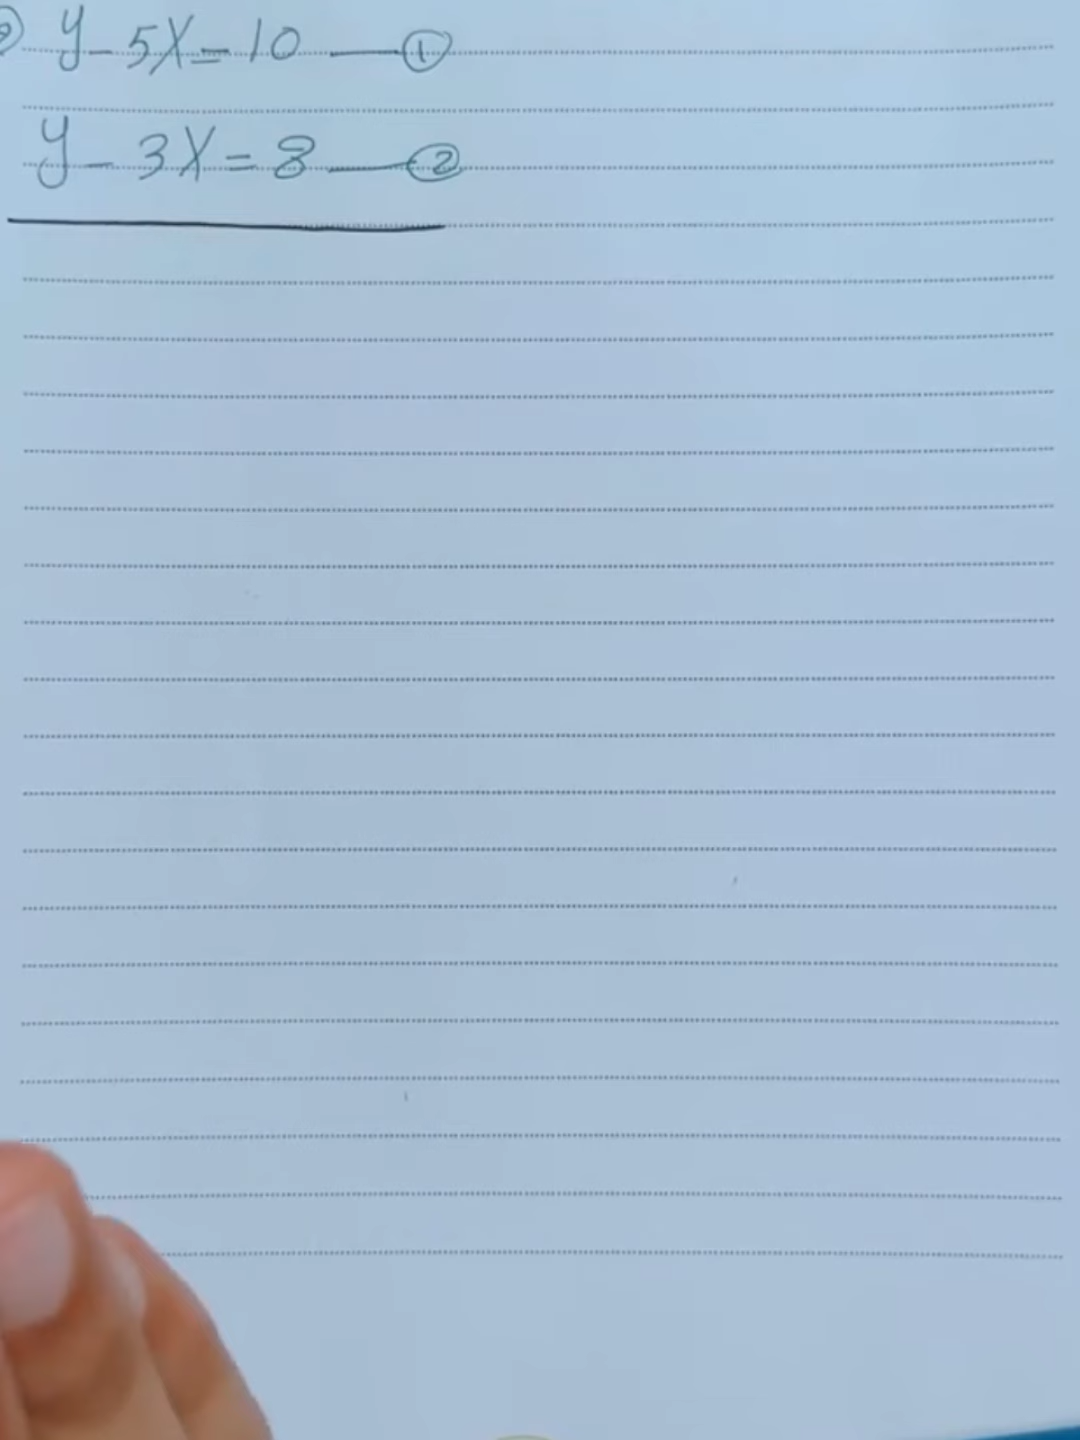 y - 5x = 10 — ①
y - 3x = 8 — ②